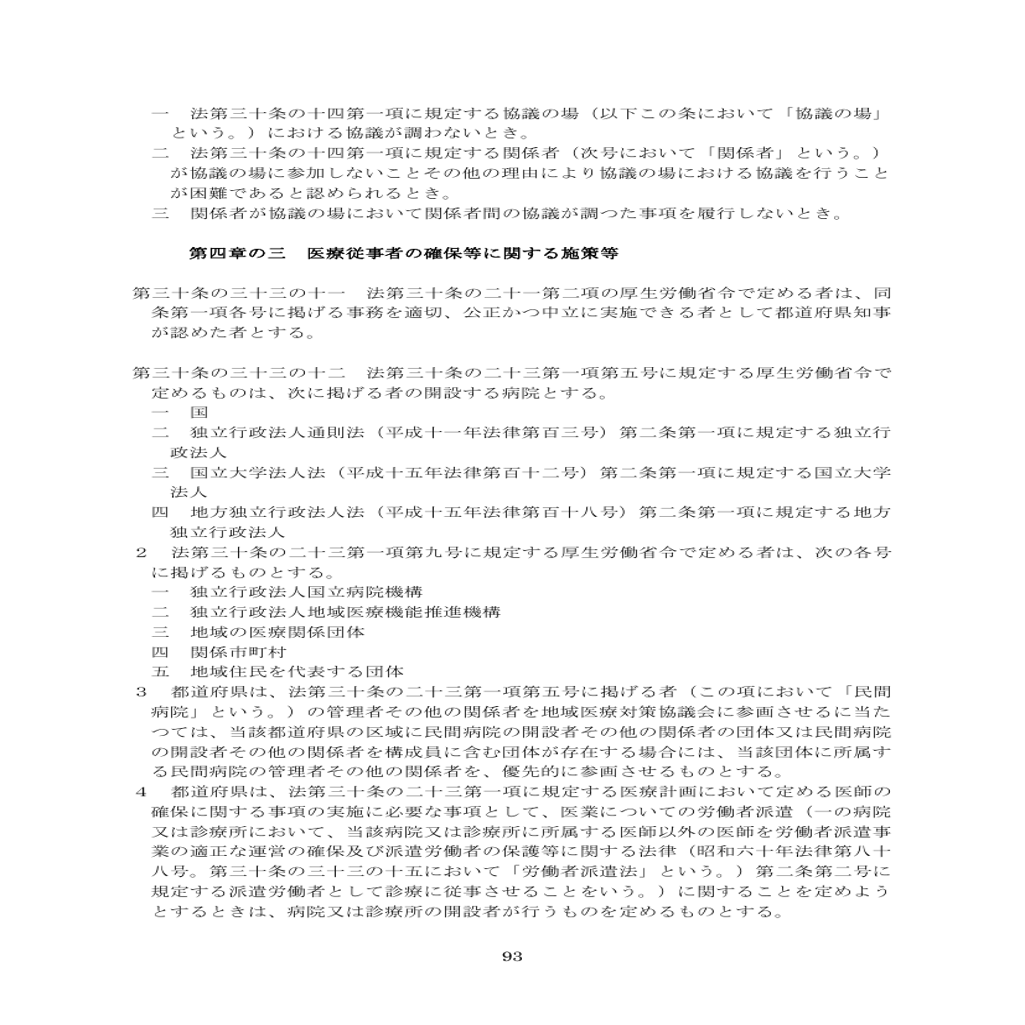 一　法第三十条の十四第一項に規定する協議の場（以下この条において「協議の場」
という。）における協議が調わないとき。
二　法第三十条の十四第一項に規定する関係者（次号において「関係者」という。）
が協議の場に参加しないことその他の理由により協議の場における協議を行うこと
が困難であると認められるとき。
三　関係者が協議の場において関係者間の協議が調つた事項を履行しないとき。
第四章の三　医療従事者の確保等に関する施策等
第三十条の三十三の十一　法第三十条の二十一第二項の厚生労働省令で定める者は、同
条第一項各号に掲げる事務を適切、公正かつ中立に実施できる者として都道府県知事
が認めた者とする。
第三十条の三十三の十二　法第三十条の二十三第一項第五号に規定する厚生労働省令で
定めるものは、次に掲げる者の開設する病院とする。
一　国
二　独立行政法人通則法（平成十一年法律第百三号）第二条第一項に規定する独立行
政法人
三　国立大学法人法（平成十五年法律第百十二号）第二条第一項に規定する国立大学
法人
四　地方独立行政法人法（平成十五年法律第百十八号）第二条第一項に規定する地方
独立行政法人
２　法第三十条の二十三第一項第九号に規定する厚生労働省令で定める者は、次の各号
に掲げるものとする。
一　独立行政法人国立病院機構
二　独立行政法人地域医療機能推進機構
三　地域の医療関係団体
四　関係市町村
五　地域住民を代表する団体
３　都道府県は、法第三十条の二十三第一項第五号に掲げる者（この項において「民間
病院」という。）の管理者その他の関係者を地域医療対策協議会に参画させるに当た
つては、当該都道府県の区域に民間病院の開設者その他の関係者の団体又は民間病院
の開設者その他の関係者を構成員に含む団体が存在する場合には、当該団体に所属す
る民間病院の管理者その他の関係者を、優先的に参画させるものとする。
４　都道府県は、法第三十条の二十三第一項に規定する医療計画において定める医師の
確保に関する事項の実施に必要な事項として、医業についての労働者派遣（一の病院
又は診療所において、当該病院又は診療所に所属する医師以外の医師を労働者派遣事
業の適正な運営の確保及び派遣労働者の保護等に関する法律（昭和六十年法律第八十
八号。第三十条の三十三の十五において「労働者派遣法」という。）第二条第二号に
規定する派遣労働者として診療に従事させることをいう。）に関することを定めよう
とするときは、病院又は診療所の開設者が行うものを定めるものとする。
93